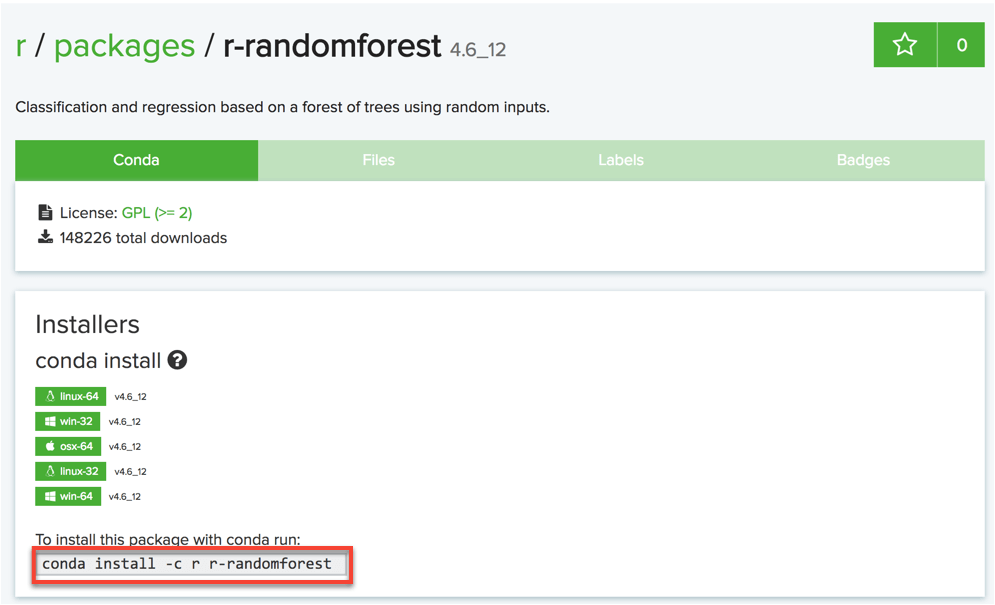 r / packages / r-randomforest 4.6_12
0
Classification and regression based on a forest of trees using random inputs.
Conda Files Labels Badges
License: GPL (>= 2)
148226 total downloads
Installers
conda install ?
linux-64 v4.6_12
win-32 v4.6_12
osx-64 v4.6_12
linux-32 v4.6_12
win-64 v4.6_12
To install this package with conda run:
conda install -c r r-randomforest